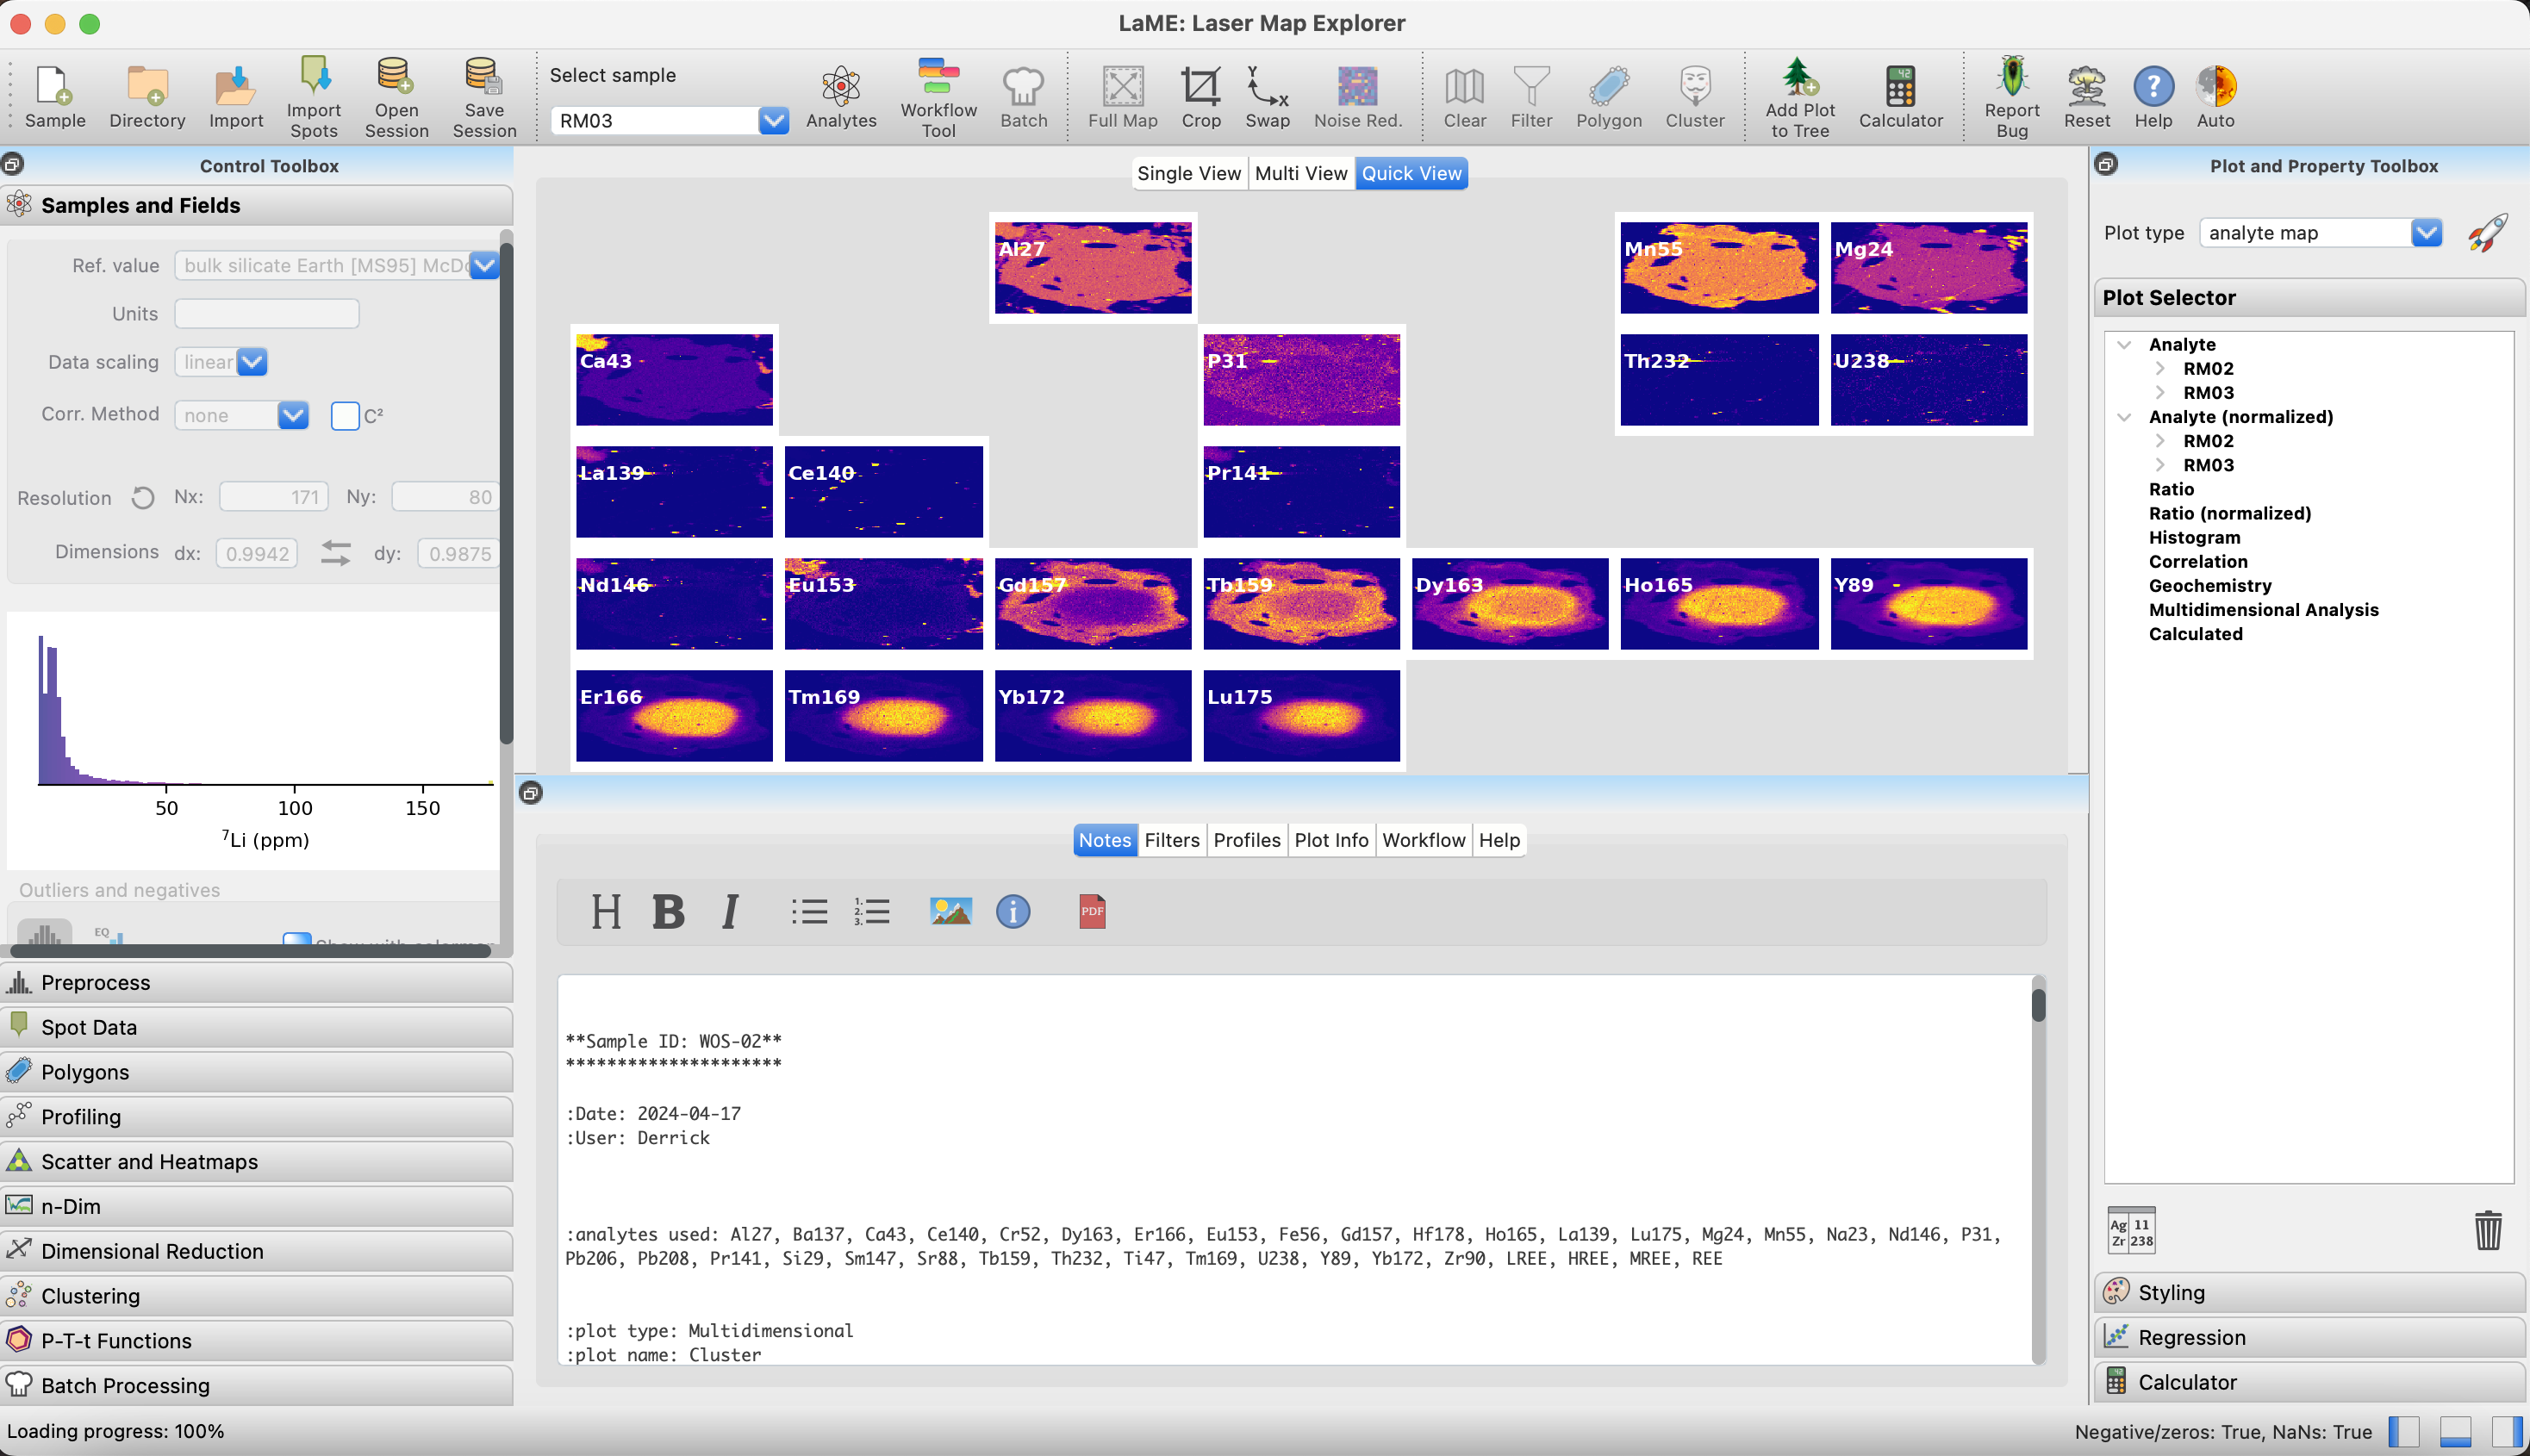 LaME: Laser Map Explorer
Sample
Directory
Import
Import Spots
Open Session
Save Session
Select sample
RM03
Analytes
Workflow Tool
Batch
Full Map
Crop
Y
X
Swap
Noise Red.
Clear
Filter
Polygon
Cluster
Add Plot to Tree
42
Calculator
Report Bug
Reset
?
Help
Auto
Control Toolbox
Samples and Fields
Ref. value bulk silicate Earth [MS95] McDo
Units
Data scaling linear
Corr. Method none C²
Resolution Nx: 171 Ny: 80
Dimensions dx: 0.9942 dy: 0.9875
50 100 150
⁷Li (ppm)
Outliers and negatives
EQ
Preprocess
Spot Data
Polygons
Profiling
Scatter and Heatmaps
n-Dim
Dimensional Reduction
Clustering
P-T-t Functions
Batch Processing
Single View Multi View Quick View
Al27 Mn55 Mg24
Ca43 P31 Th232 U238
La139 Ce140 Pr141
Nd146 Eu153 Gd157 Tb159 Dy163 Ho165 Y89
Er166 Tm169 Yb172 Lu175
Notes Filters Profiles Plot Info Workflow Help
H B I 1. 2. 3. i PDF
**Sample ID: WOS-02**
*********************
:Date: 2024-04-17
:User: Derrick
:analytes used: Al27, Ba137, Ca43, Ce140, Cr52, Dy163, Er166, Eu153, Fe56, Gd157, Hf178, Ho165, La139, Lu175, Mg24, Mn55, Na23, Nd146, P31,
Pb206, Pb208, Pr141, Si29, Sm147, Sr88, Tb159, Th232, Ti47, Tm169, U238, Y89, Yb172, Zr90, LREE, HREE, MREE, REE
:plot type: Multidimensional
:plot name: Cluster
Plot and Property Toolbox
Plot type analyte map
Plot Selector
Analyte
RM02
RM03
Analyte (normalized)
RM02
RM03
Ratio
Ratio (normalized)
Histogram
Correlation
Geochemistry
Multidimensional Analysis
Calculated
Ag 11
Zr 238
Styling
Regression
Calculator
Loading progress: 100%
Negative/zeros: True, NaNs: True